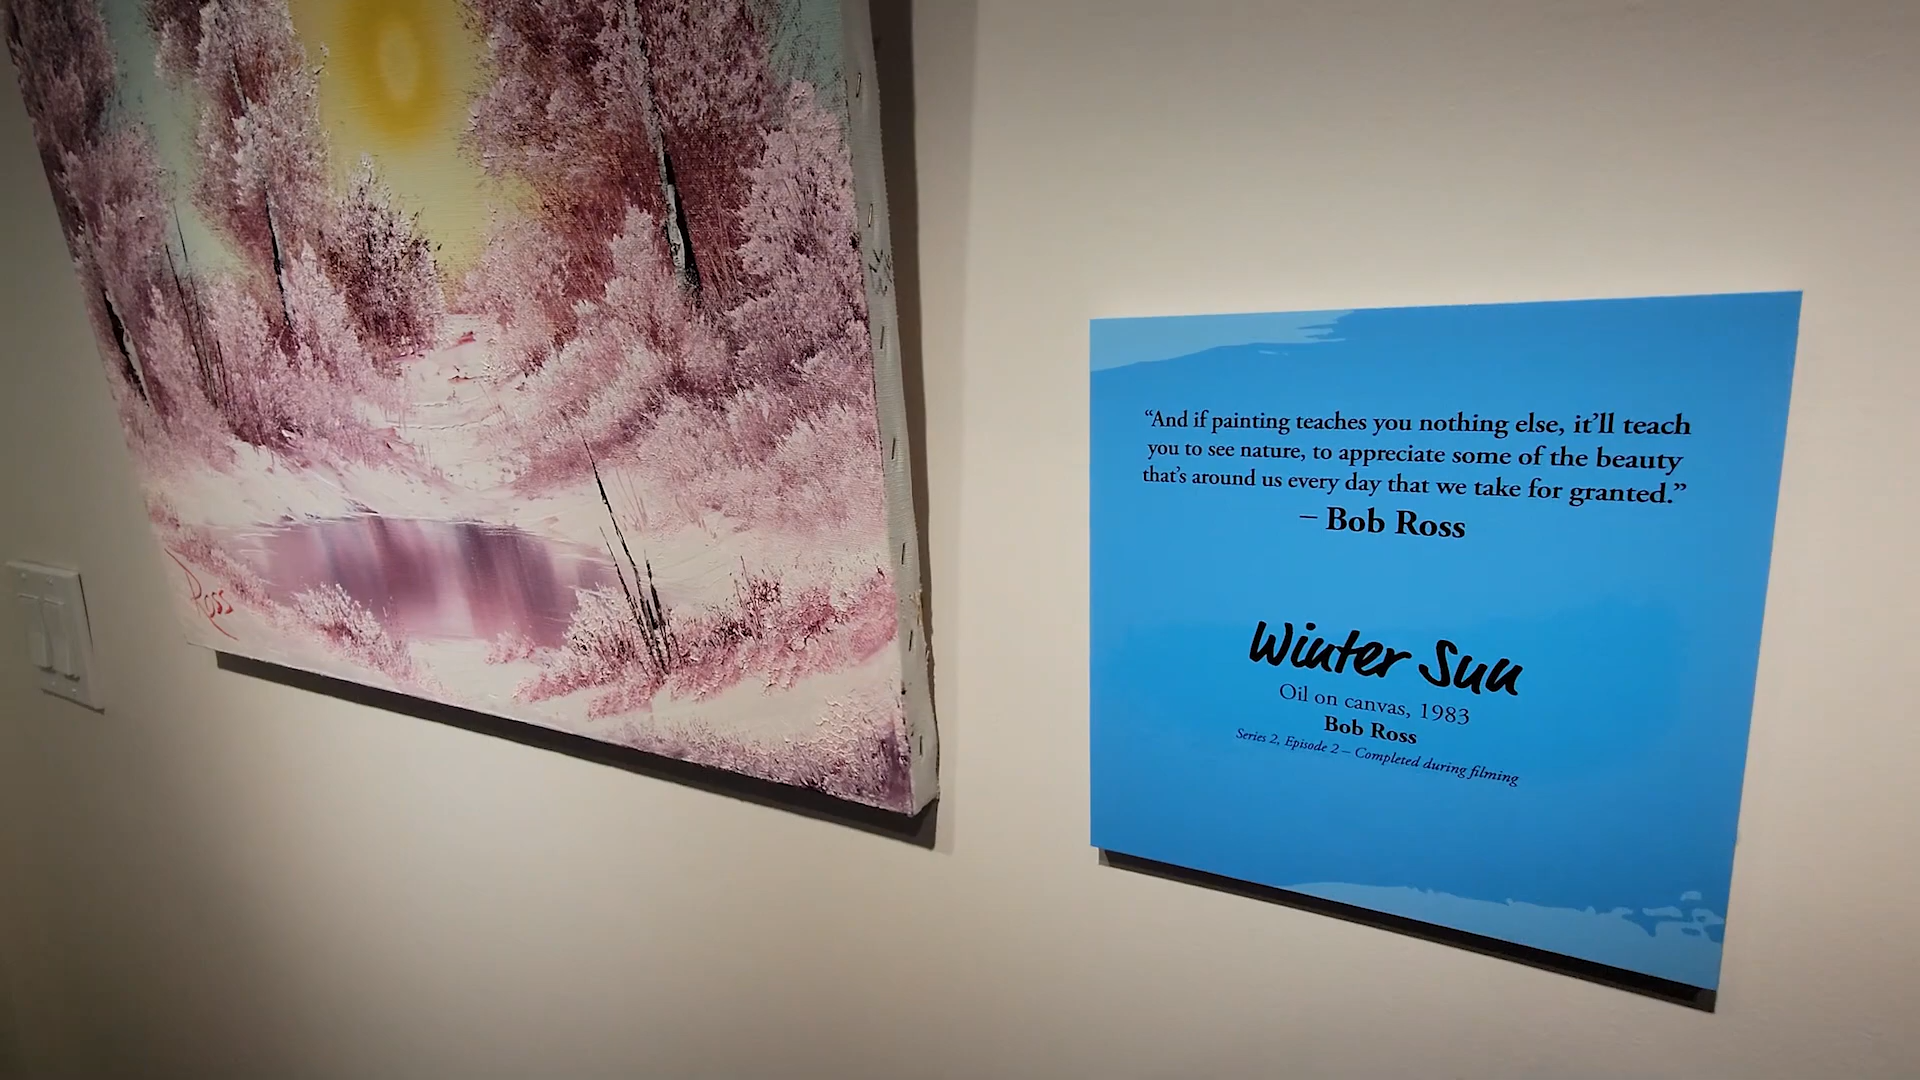 Ross
“And if painting teaches you nothing else, it’ll teach
you to see nature, to appreciate some of the beauty
that’s around us every day that we take for granted.”
– Bob Ross
Winter Sun
Oil on canvas, 1983
Bob Ross
Series 2, Episode 2 – Completed during filming